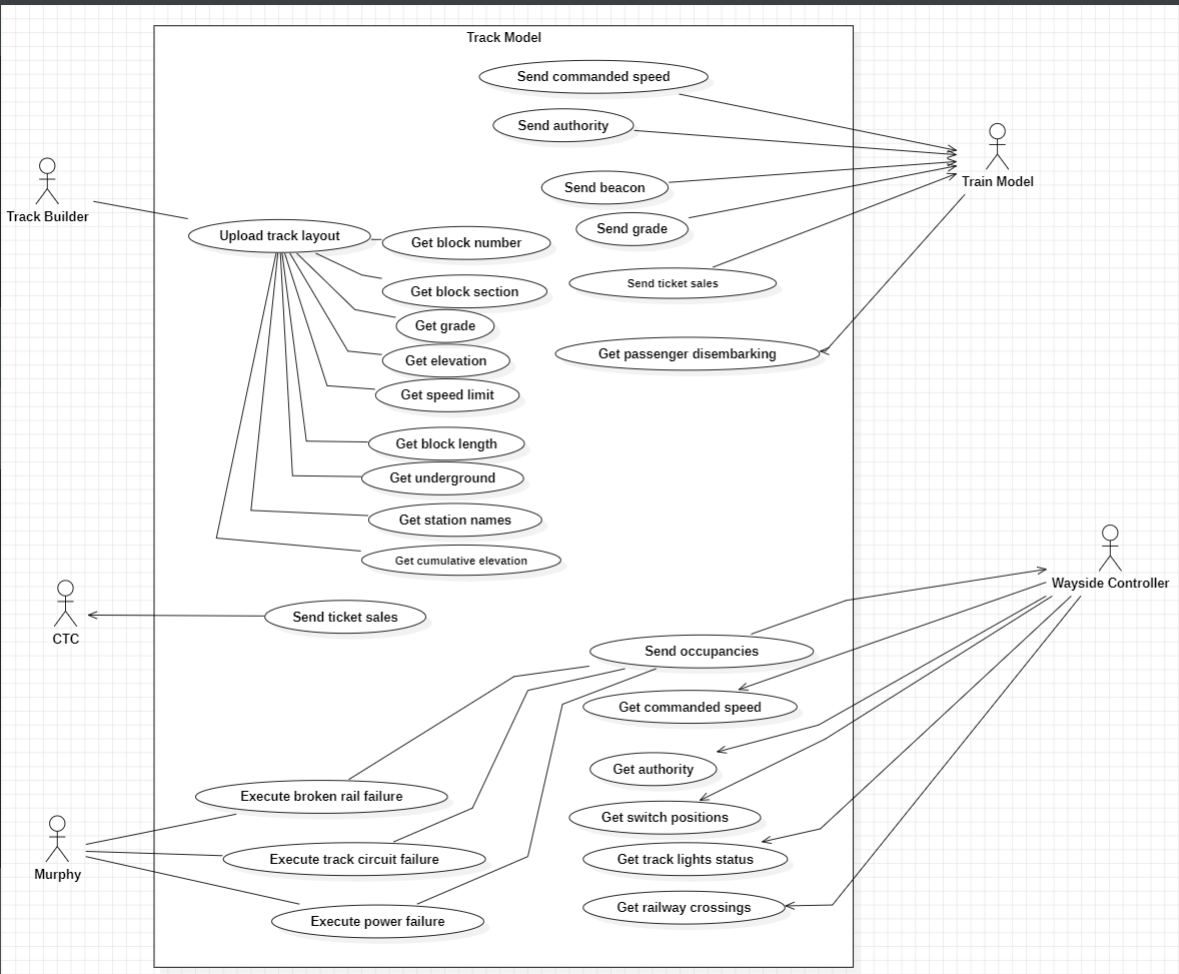 Track Model
Send commanded speed
Send authority
Send beacon
Train Model
Track Builder
Send grade
Upload track layout
Get block number
Send ticket sales
Get block section
Get grade
Get passenger disembarking
Get elevation
Get speed limit
Get block length
Get underground
Get station names
Get cumulative elevation
Wayside Controller
Send ticket sales
CTC
Send occupancies
Get commanded speed
Get authority
Execute broken rail failure
Get switch positions
Execute track circuit failure
Get track lights status
Murphy
Get railway crossings
Execute power failure